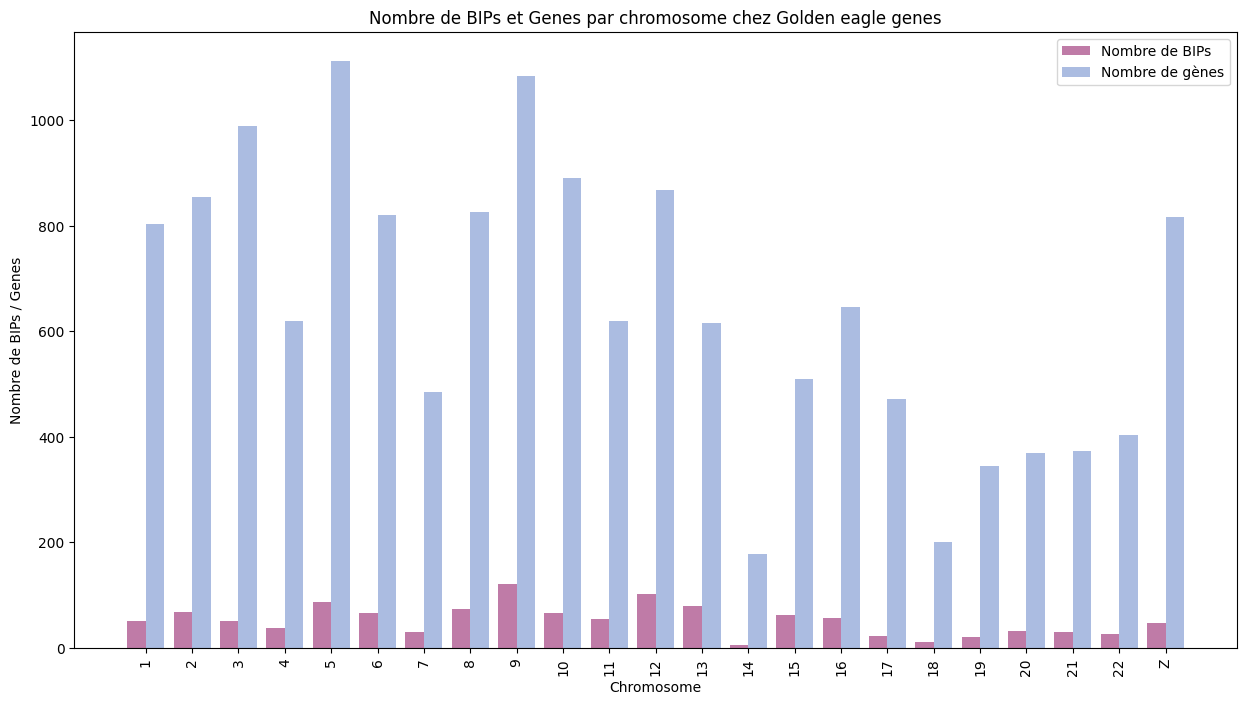 Nombre de BIPs et Genes par chromosome chez Golden eagle genes
Nombre de BIPs
Nombre de gènes
Nombre de BIPs / Genes
1000
800
600
400
200
0
1 2 3 4 5 6 7 8 9 10 11 12 13 14 15 16 17 18 19 20 21 22 Z
Chromosome